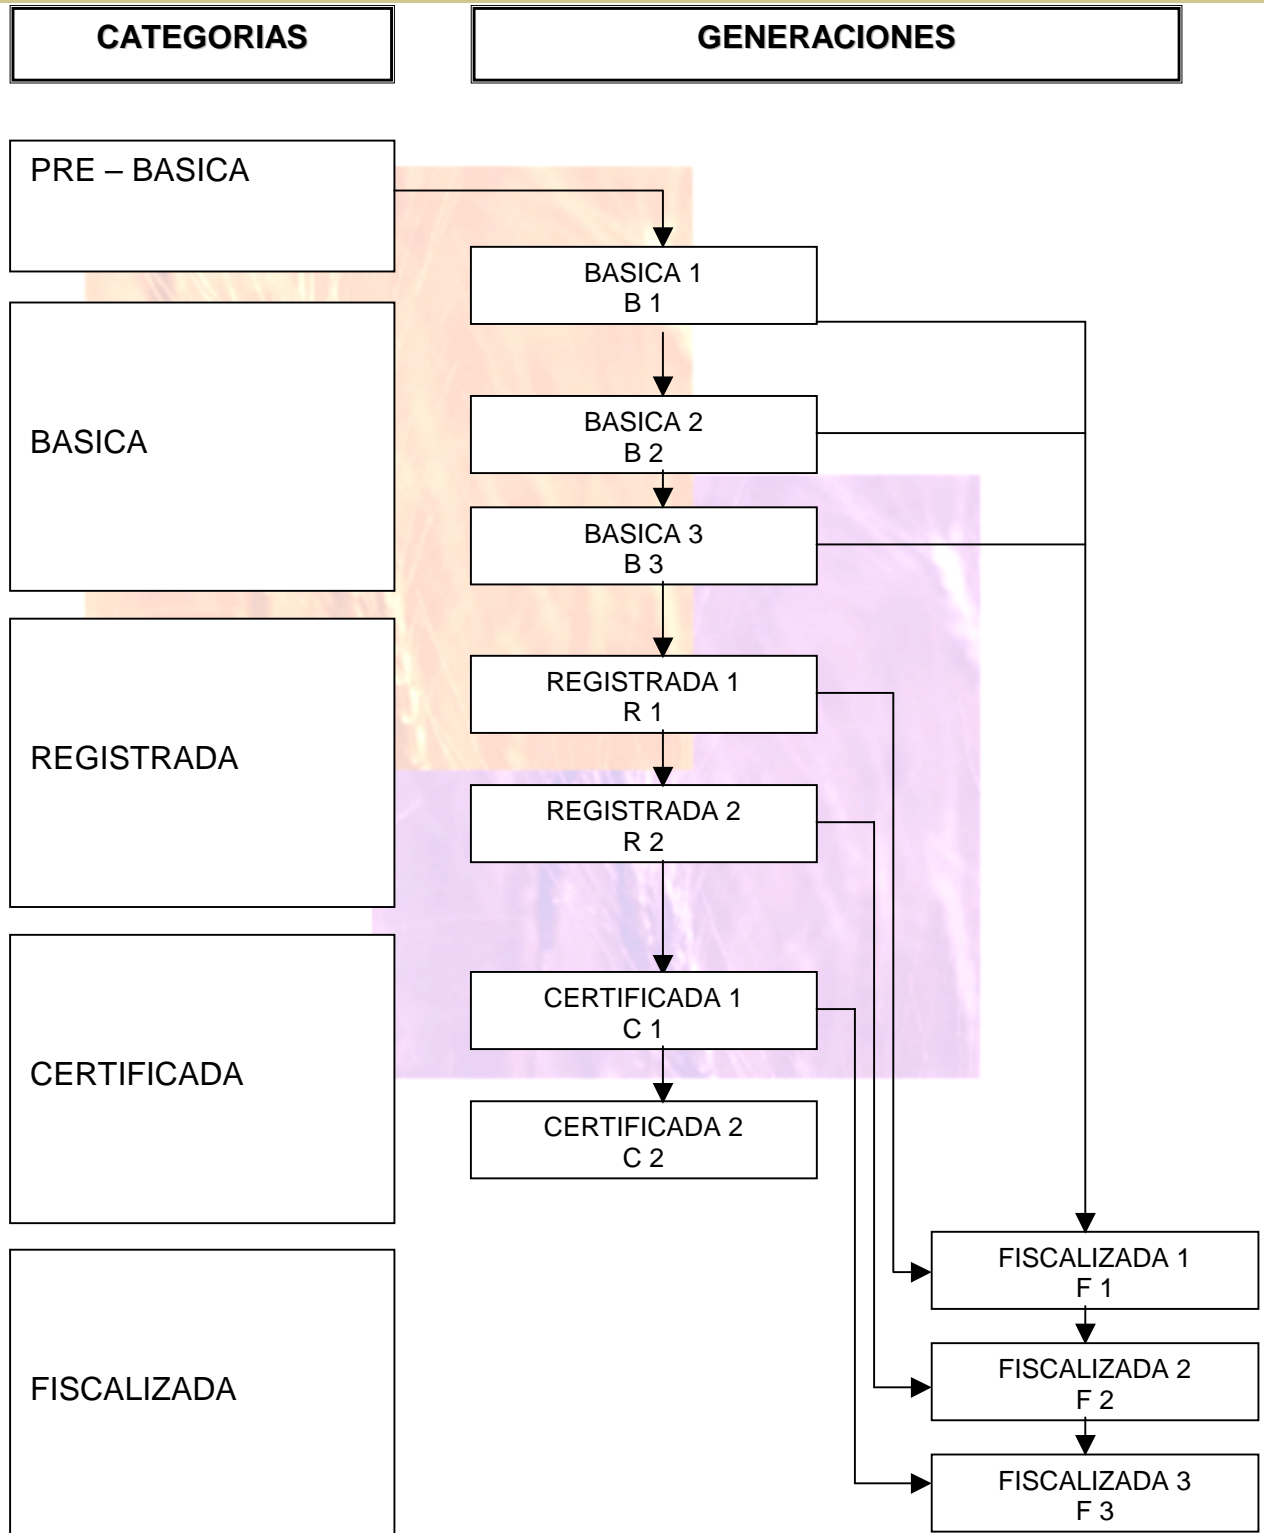 CATEGORIAS
GENERACIONES
PRE – BASICA
BASICA 1
B 1
BASICA
BASICA 2
B 2
BASICA 3
B 3
REGISTRADA
REGISTRADA 1
R 1
REGISTRADA 2
R 2
CERTIFICADA
CERTIFICADA 1
C 1
CERTIFICADA 2
C 2
FISCALIZADA
FISCALIZADA 1
F 1
FISCALIZADA 2
F 2
FISCALIZADA 3
F 3